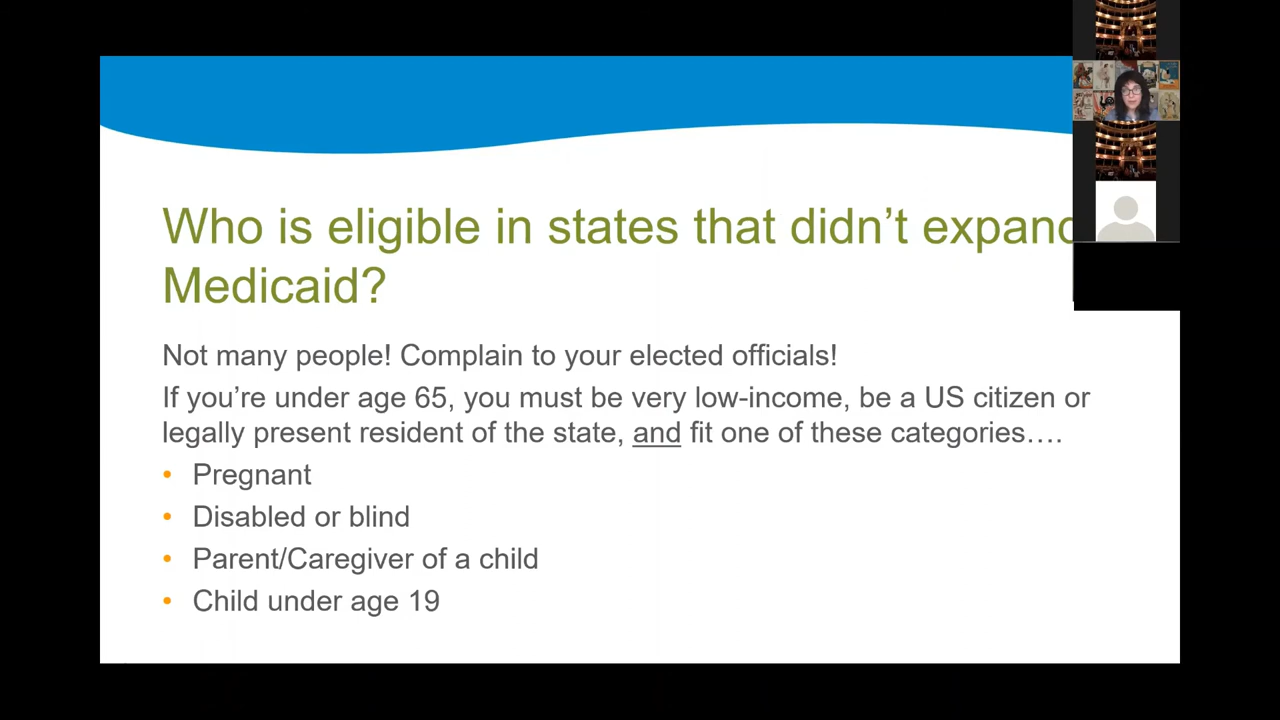 Who is eligible in states that didn’t expand
Medicaid?
Not many people! Complain to your elected officials!
If you’re under age 65, you must be very low-income, be a US citizen or
legally present resident of the state, and fit one of these categories….
• Pregnant
• Disabled or blind
• Parent/Caregiver of a child
• Child under age 19